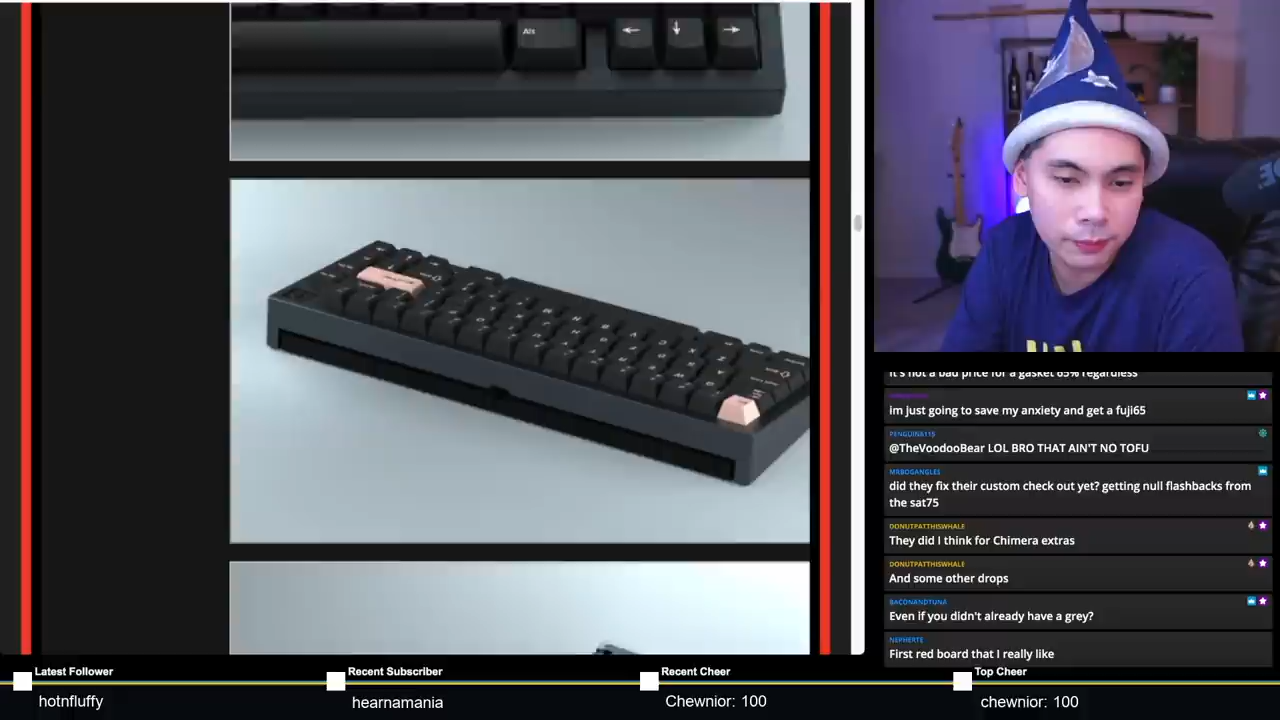 Alt
it's not a bad price for a gasket 65% regardless
im just going to save my anxiety and get a fuji65
PENGUIN8115
@TheVoodooBear LOL BRO THAT AIN'T NO TOFU
MRBOGANGLES
did they fix their custom check out yet? getting null flashbacks from
the sat75
DONUTPATTHISWHALE
They did I think for Chimera extras
DONUTPATTHISWHALE
And some other drops
BACONANDTUNA
Even if you didn't already have a grey?
NEPHERTE
First red board that I really like
Latest Follower
hotnfluffy
Recent Subscriber
hearnamania
Recent Cheer
Chewnior: 100
Top Cheer
chewnior: 100